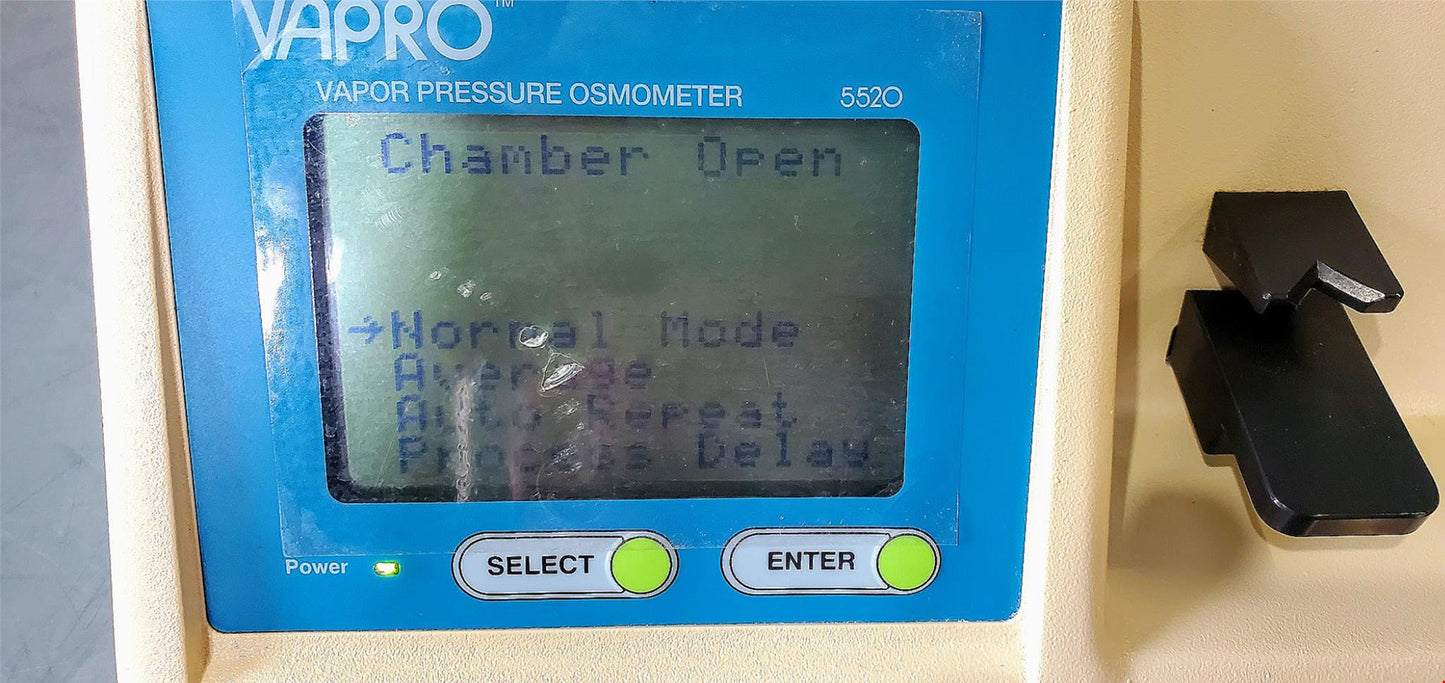 VAPRO™
VAPOR PRESSURE OSMOMETER 5520
Chamber Open
→Normal Mode
Average
Auto Repeat
Process Delay
Power SELECT ENTER